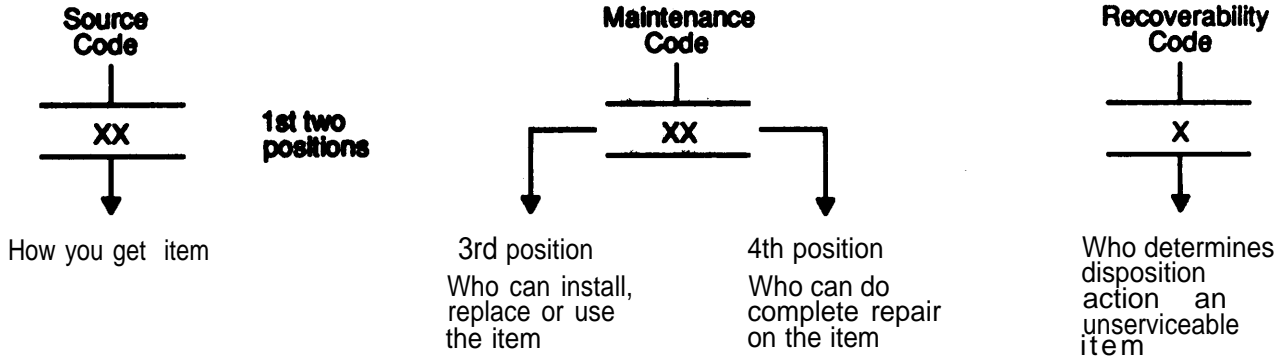 Source
Code
XX
1st two
positions
How you get item
Maintenance
Code
XX
3rd position
Who can install,
replace or use
the item
4th position
Who can do
complete repair
on the item
Recoverability
Code
X
Who determines
disposition
action an
unserviceable
item